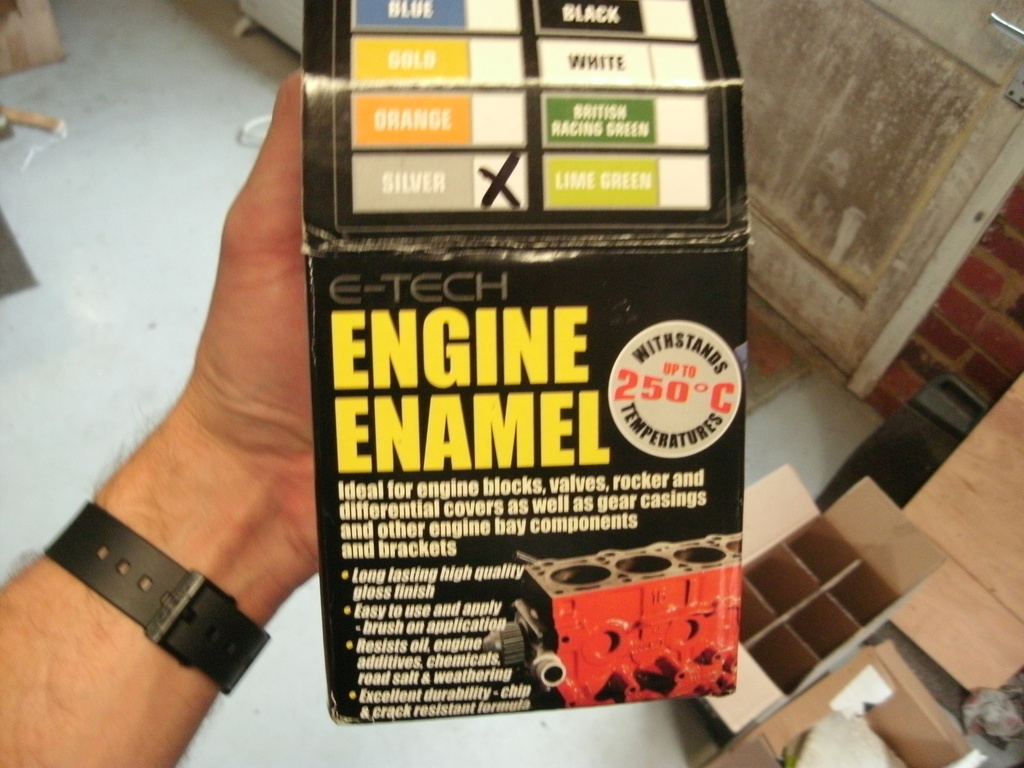 BLUE
BLACK
GOLD
WHITE
ORANGE
BRITISH
RACING GREEN
SILVER X
LIME GREEN
E-TECH
ENGINE
ENAMEL
WITHSTANDS
UP TO
250°C
TEMPERATURES
Ideal for engine blocks, valves, rocker and
differential covers as well as gear casings
and other engine bay components
and brackets
• Long lasting high quality
gloss finish
• Easy to use and apply
- brush on application
• Resists oil, engine
additives, chemicals,
road salt & weathering
• Excellent durability - chip
& crack resistant formula